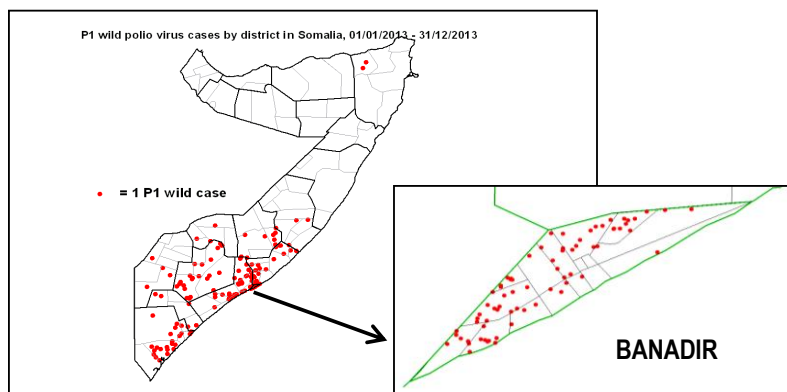 P1 wild polio virus cases by district in Somalia, 01/01/2013 - 31/12/2013
= 1 P1 wild case
BANADIR